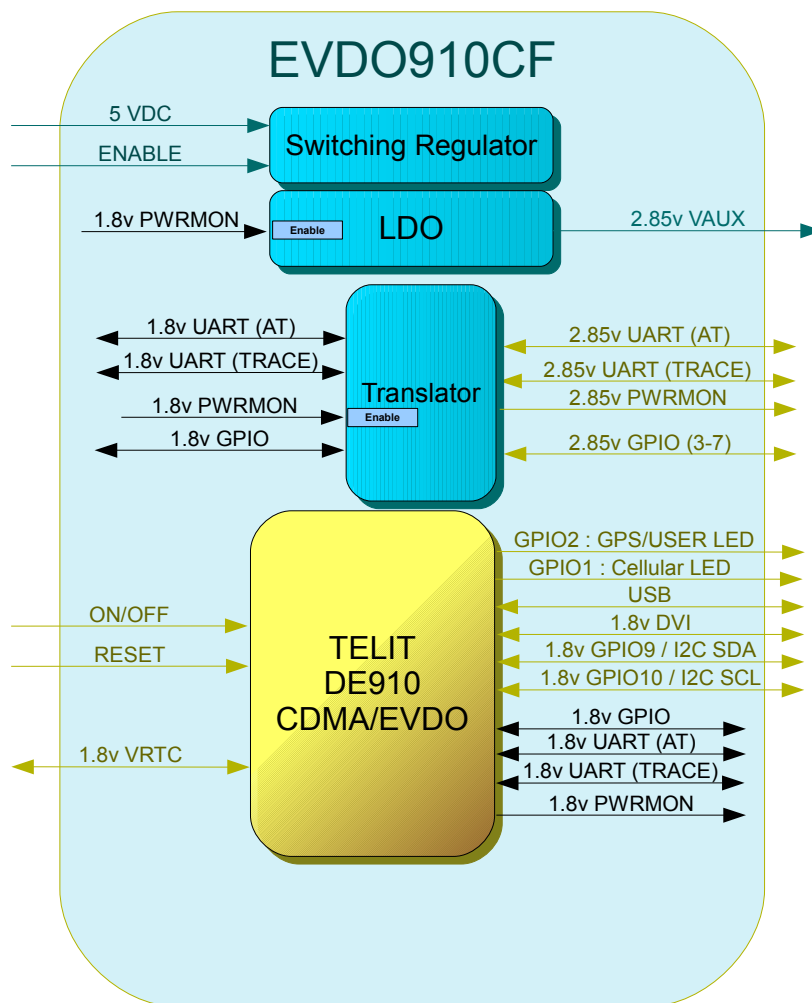 EVDO910CF
5 VDC
ENABLE
Switching Regulator
1.8v PWRMON
Enable
LDO
2.85v VAUX
1.8v UART (AT)
1.8v UART (TRACE)
1.8v PWRMON
1.8v GPIO
Translator
Enable
2.85v UART (AT)
2.85v UART (TRACE)
2.85v PWRMON
2.85v GPIO (3-7)
ON/OFF
RESET
1.8v VRTC
TELIT
DE910
CDMA/EVDO
GPIO2 : GPS/USER LED
GPIO1 : Cellular LED
USB
1.8v DVI
1.8v GPIO9 / I2C SDA
1.8v GPIO10 / I2C SCL
1.8v GPIO
1.8v UART (AT)
1.8v UART (TRACE)
1.8v PWRMON